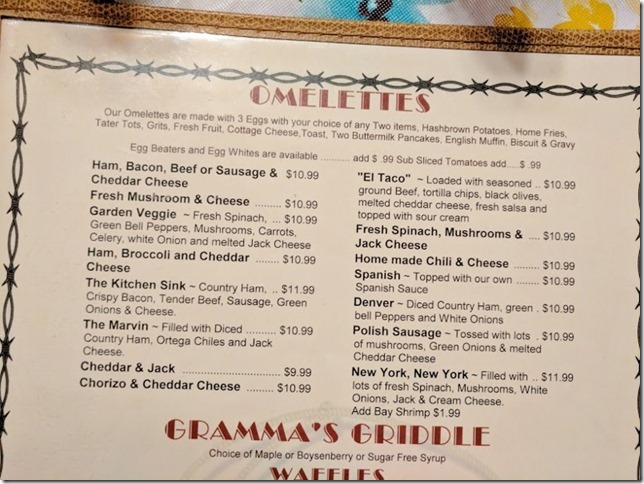 OMELETTES
Our Omelettes are made with 3 Eggs with your choice of any Two items, Hashbrown Potatoes, Home Fries,
Tater Tots, Grits, Fresh Fruit, Cottage Cheese,Toast, Two Buttermilk Pancakes, English Muffin, Biscuit & Gravy
Egg Beaters and Egg Whites are available ............ add $ .99 Sub Sliced Tomatoes add.....$ .99
Ham, Bacon, Beef or Sausage & $10.99
Cheddar Cheese
Fresh Mushroom & Cheese ......... $10.99
Garden Veggie ~ Fresh Spinach, ... $10.99
Green Bell Peppers, Mushrooms, Carrots,
Celery, white Onion and melted Jack Cheese
Ham, Broccoli and Cheddar ........ $10.99
Cheese
The Kitchen Sink ~ Country Ham, .. $11.99
Crispy Bacon, Tender Beef, Sausage, Green
Onions & Cheese.
The Marvin ~ Filled with Diced ........... $10.99
Country Ham, Ortega Chiles and Jack
Cheese.
Cheddar & Jack ........................... $9.99
Chorizo & Cheddar Cheese ......... $10.99
"El Taco" ~ Loaded with seasoned .. $10.99
ground Beef, tortilla chips, black olives,
melted cheddar cheese, fresh salsa and
topped with sour cream
Fresh Spinach, Mushrooms & .... $10.99
Jack Cheese
Home made Chili & Cheese ......... $10.99
Spanish ~ Topped with our own ........ $10.99
Spanish Sauce
Denver ~ Diced Country Ham, green . $10.99
bell Peppers and White Onions
Polish Sausage ~ Tossed with lots . $10.99
of mushrooms, Green Onions & melted
Cheddar Cheese
New York, New York ~ Filled with .. $11.99
lots of fresh Spinach, Mushrooms, White
Onions, Jack & Cream Cheese.
Add Bay Shrimp $1.99
GRAMMA'S GRIDDLE
Choice of Maple or Boysenberry or Sugar Free Syrup
WAFFLES